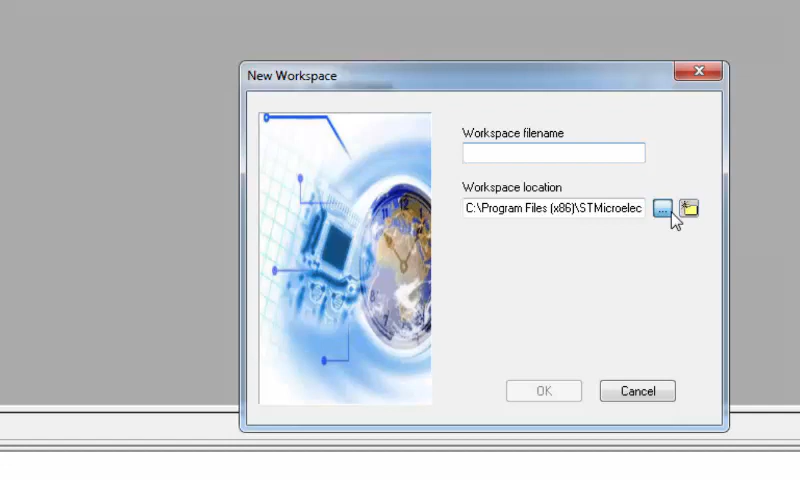 New Workspace
Workspace filename
Workspace location
C:\Program Files (x86)\STMicroelec
...
OK
Cancel